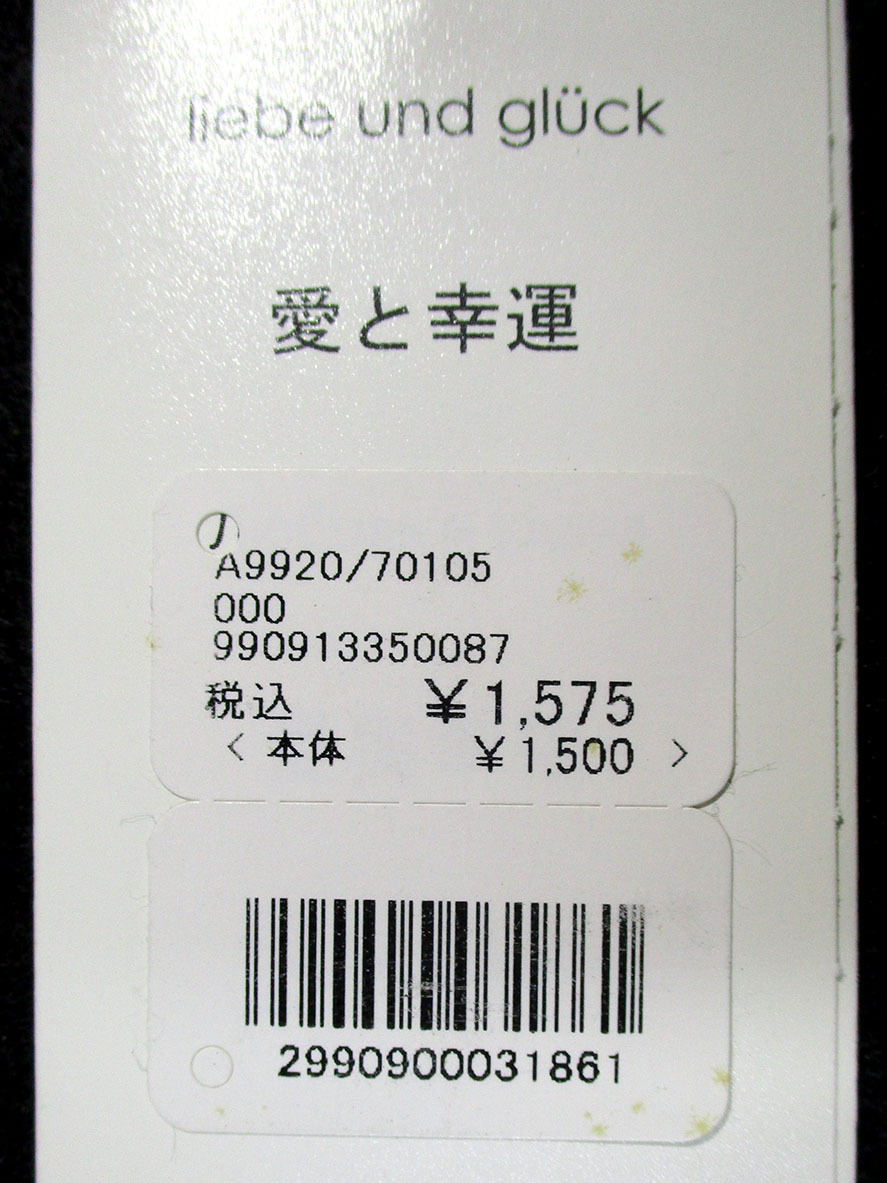 liebe und glück
愛と幸運
A9920/70105
000
990913350087
税込 ¥1,575
< 本体 ¥1,500 >
2990900031861